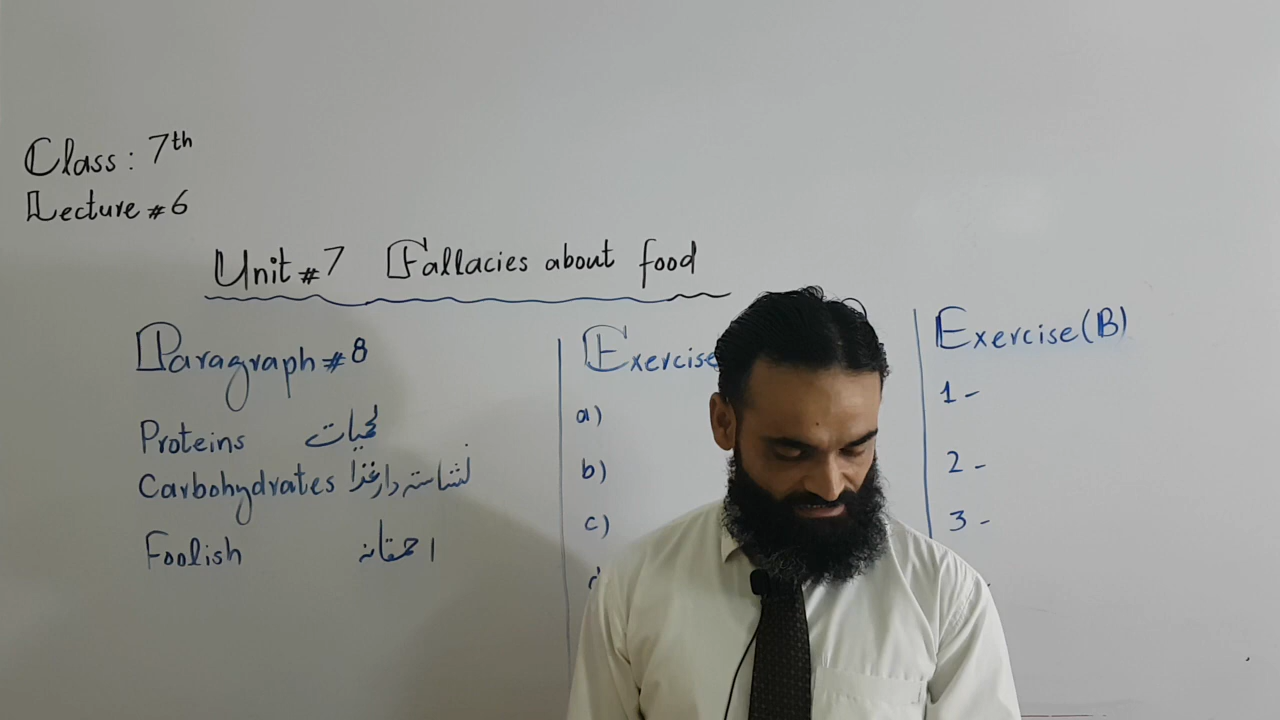 Class: 7th
Lecture #6
Unit #7 Fallacies about food
Paragraph #8
Proteins لحمیات
Carbohydrates نشاستہ دار غذا
Foolish احمقانہ
Exercise
a)
b)
c)
Exercise(B)
1-
2-
3-